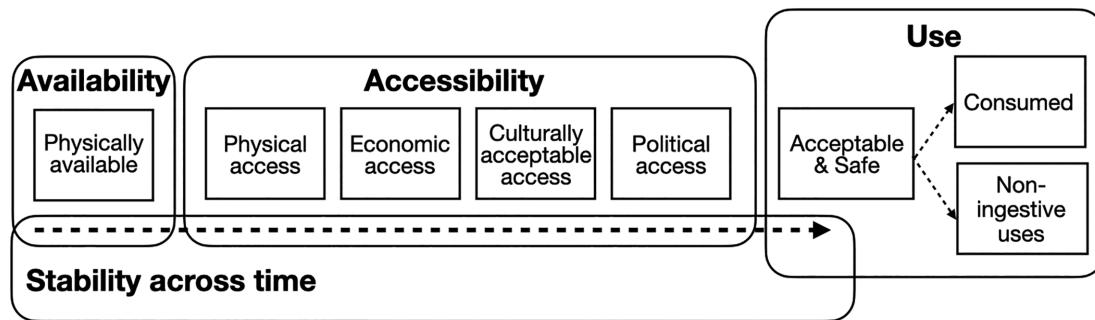 Availability
Physically
available
Accessibility
Physical
access
Economic
access
Culturally
acceptable
access
Political
access
Use
Acceptable
& Safe
Consumed
Non-
ingestive
uses
Stability across time